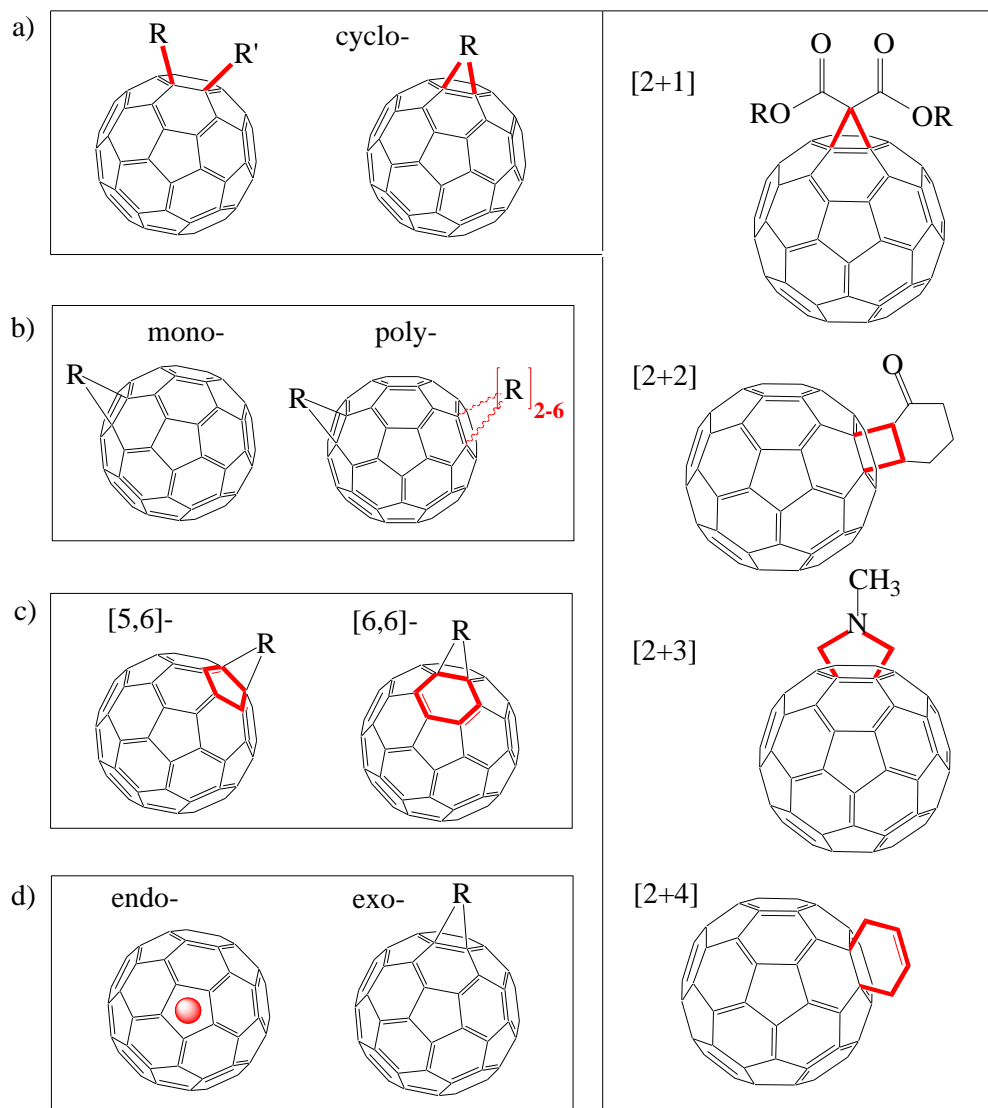 a)
R
R'
cyclo-
R
b)
mono-
R
poly-
R
[R]
2-6
c)
[5,6]-
R
[6,6]-
R
d)
endo-
exo-
R
[2+1]
O
O
RO
OR
[2+2]
O
[2+3]
CH3
N
[2+4]